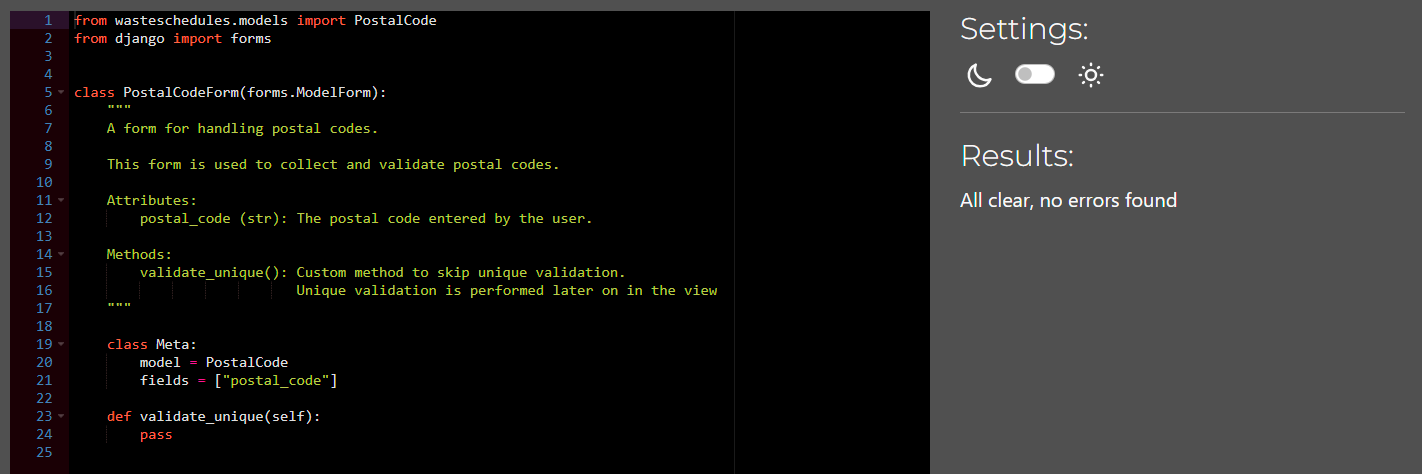 1 from wasteschedules.models import PostalCode
2 from django import forms
3
4
5 class PostalCodeForm(forms.ModelForm):
6     """
7     A form for handling postal codes.
8
9     This form is used to collect and validate postal codes.
10
11     Attributes:
12         postal_code (str): The postal code entered by the user.
13
14     Methods:
15         validate_unique(): Custom method to skip unique validation.
16                            Unique validation is performed later on in the view
17     """
18
19     class Meta:
20         model = PostalCode
21         fields = ["postal_code"]
22
23     def validate_unique(self):
24         pass
25
Settings:
Results:
All clear, no errors found